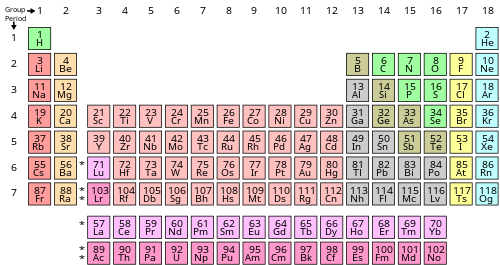 Group 1 2 3 4 5 6 7 8 9 10 11 12 13 14 15 16 17 18
Period
1 1 H 2 He
2 3 Li 4 Be 5 B 6 C 7 N 8 O 9 F 10 Ne
3 11 Na 12 Mg 13 Al 14 Si 15 P 16 S 17 Cl 18 Ar
4 19 K 20 Ca 21 Sc 22 Ti 23 V 24 Cr 25 Mn 26 Fe 27 Co 28 Ni 29 Cu 30 Zn 31 Ga 32 Ge 33 As 34 Se 35 Br 36 Kr
5 37 Rb 38 Sr 39 Y 40 Zr 41 Nb 42 Mo 43 Tc 44 Ru 45 Rh 46 Pd 47 Ag 48 Cd 49 In 50 Sn 51 Sb 52 Te 53 I 54 Xe
6 55 Cs 56 Ba * 71 Lu 72 Hf 73 Ta 74 W 75 Re 76 Os 77 Ir 78 Pt 79 Au 80 Hg 81 Tl 82 Pb 83 Bi 84 Po 85 At 86 Rn
7 87 Fr 88 Ra * * 103 Lr 104 Rf 105 Db 106 Sg 107 Bh 108 Hs 109 Mt 110 Ds 111 Rg 112 Cn 113 Nh 114 Fl 115 Mc 116 Lv 117 Ts 118 Og
* 57 La 58 Ce 59 Pr 60 Nd 61 Pm 62 Sm 63 Eu 64 Gd 65 Tb 66 Dy 67 Ho 68 Er 69 Tm 70 Yb
* * 89 Ac 90 Th 91 Pa 92 U 93 Np 94 Pu 95 Am 96 Cm 97 Bk 98 Cf 99 Es 100 Fm 101 Md 102 No